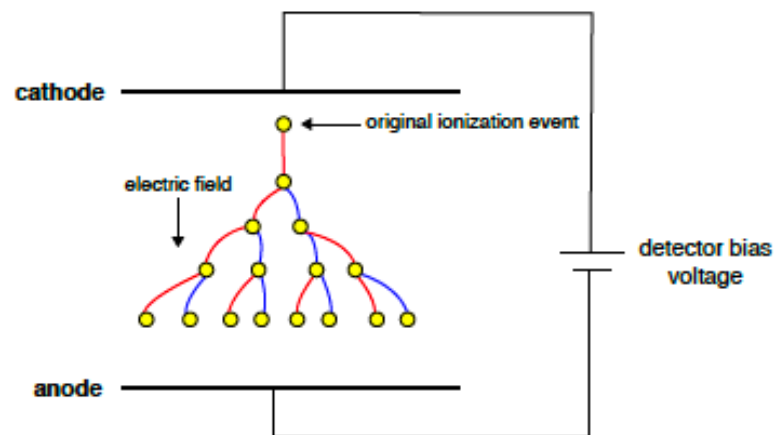 cathode
original ionization event
electric field
detector bias
voltage
anode